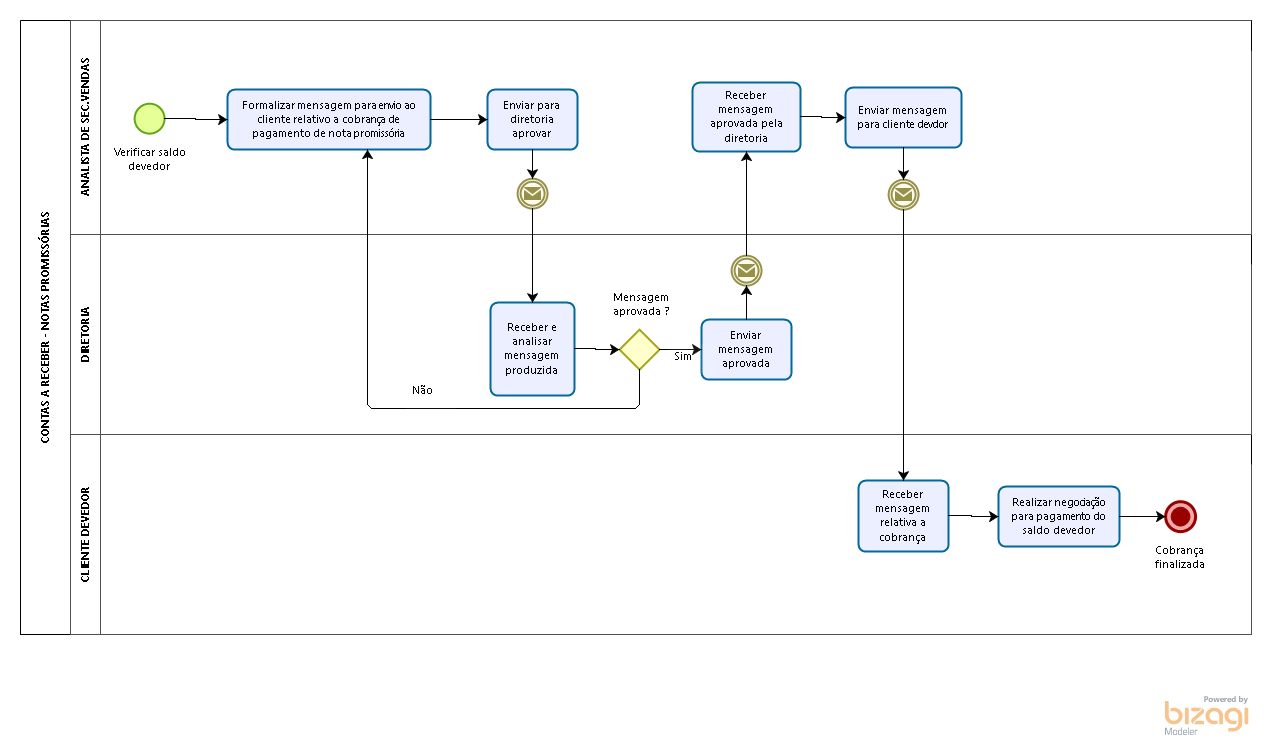 CONTAS A RECEBER - NOTAS PROMISSÓRIAS
ANALISTA DE SEC.VENDAS
Verificar saldo
devedor
Formalizar mensagem para envio ao
cliente relativo a cobrança de
pagamento de nota promissória
Enviar para
diretoria
aprovar
Receber
mensagem
aprovada pela
diretoria
Enviar mensagem
para cliente devdor
DIRETORIA
Receber e
analisar
mensagem
produzida
Mensagem
aprovada ?
Sim
Não
Enviar
mensagem
aprovada
CLIENTE DEVEDOR
Receber
mensagem
relativa a
cobrança
Realizar negociação
para pagamento do
saldo devedor
Cobrança
finalizada
Powered by
bizagi
Modeler